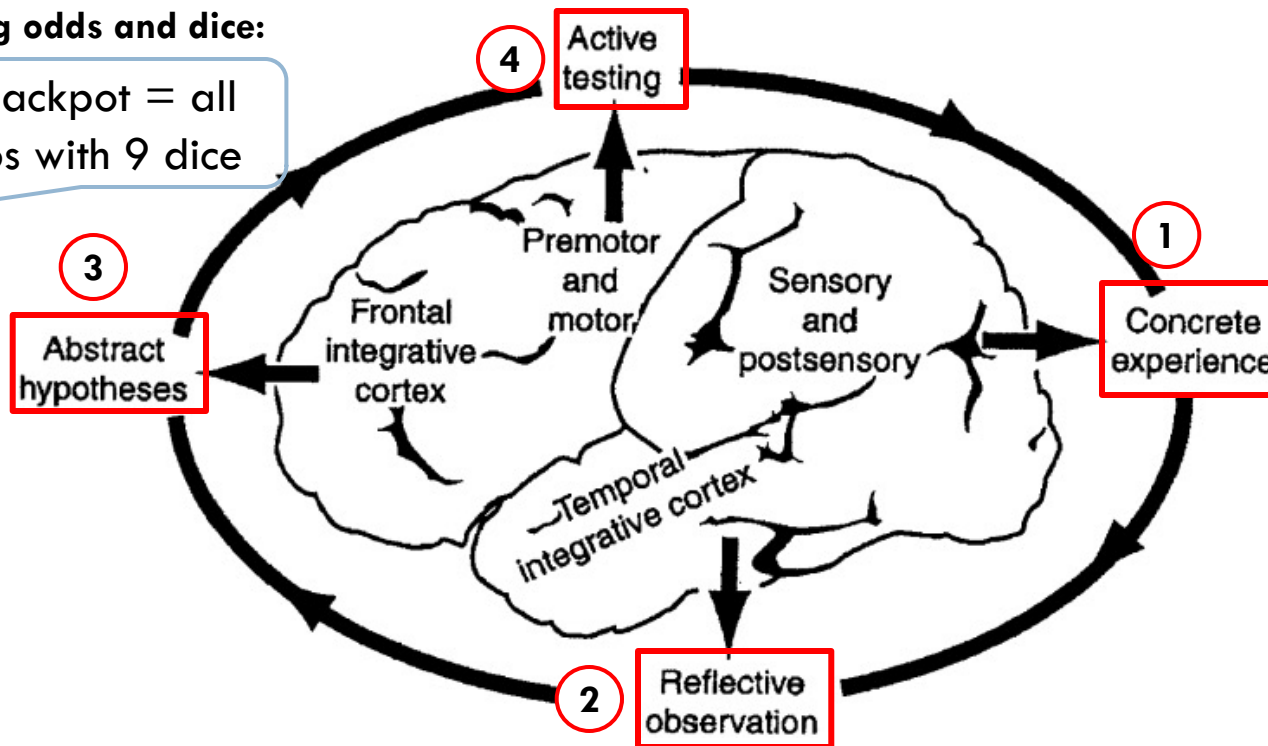 odds and dice:
= all
with 9 dice
4
Active
testing
1
Concrete
experience
3
Abstract
hypotheses
Frontal
integrative
cortex
Premotor
and
motor
Sensory
and
postsensory
Temporal
integrative cortex
2
Reflective
observation